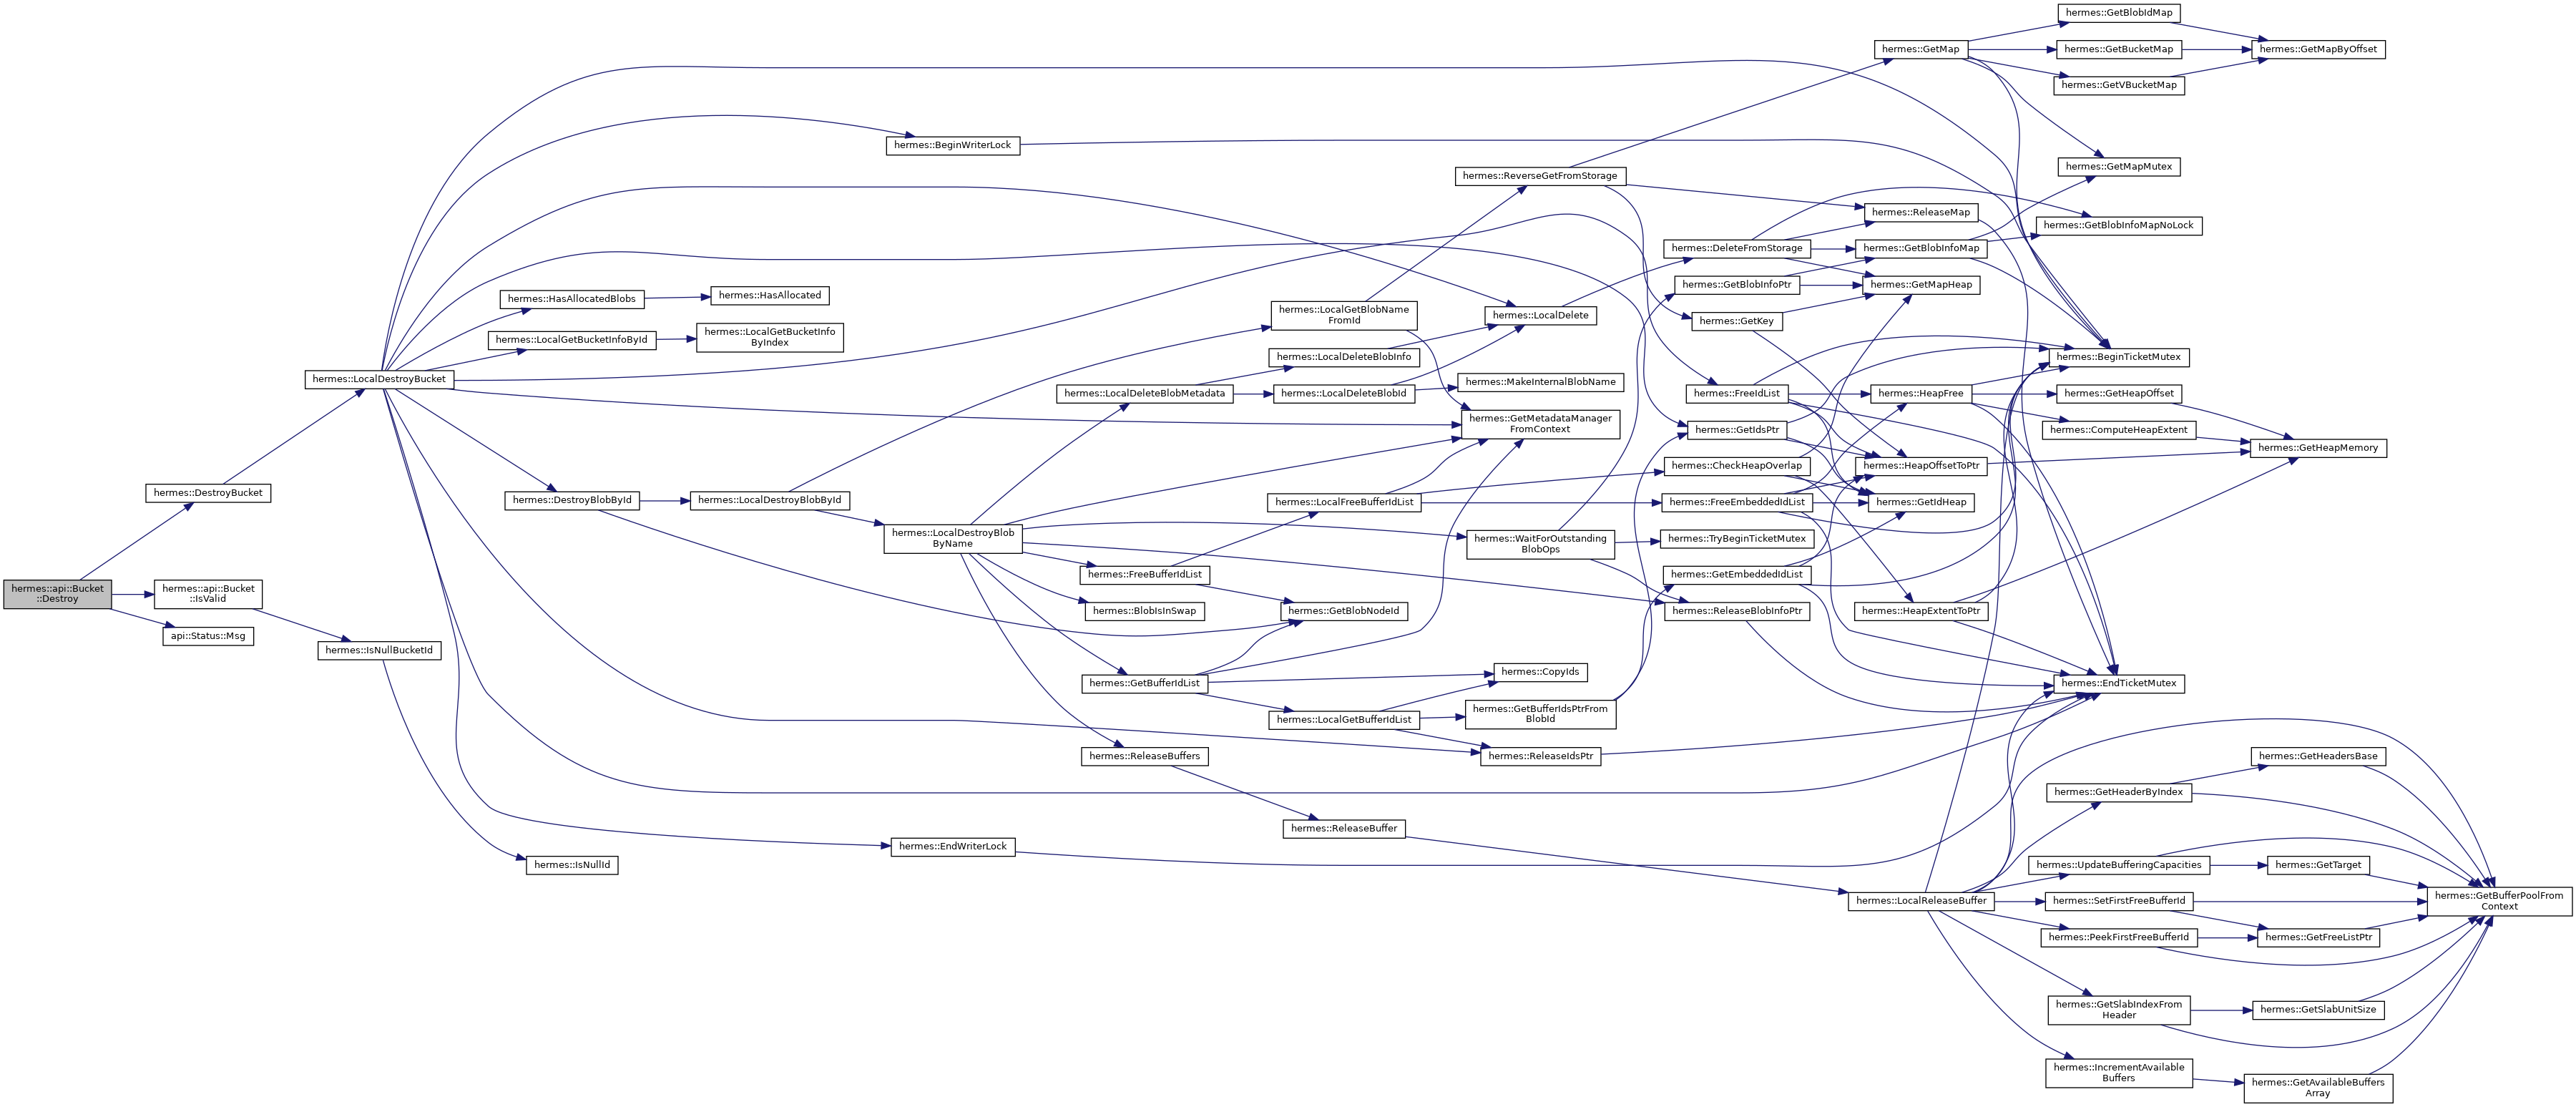 hermes::api::Bucket
::Destroy
hermes::DestroyBucket
hermes::api::Bucket
::IsValid
api::Status::Msg
hermes::LocalDestroyBucket
hermes::IsNullBucketId
hermes::HasAllocatedBlobs
hermes::LocalGetBucketInfoById
hermes::DestroyBlobById
hermes::IsNullId
hermes::HasAllocated
hermes::LocalGetBucketInfo
ByIndex
hermes::LocalDestroyBlobById
hermes::BeginWriterLock
hermes::LocalDestroyBlob
ByName
hermes::EndWriterLock
hermes::LocalDeleteBlobMetadata
hermes::FreeBufferIdList
hermes::BlobIsInSwap
hermes::GetBufferIdList
hermes::ReleaseBuffers
hermes::LocalGetBlobName
FromId
hermes::LocalDeleteBlobInfo
hermes::LocalDeleteBlobId
hermes::LocalFreeBufferIdList
hermes::GetBlobNodeId
hermes::LocalGetBufferIdList
hermes::ReleaseBuffer
hermes::ReverseGetFromStorage
hermes::LocalDelete
hermes::MakeInternalBlobName
hermes::GetMetadataManager
FromContext
hermes::WaitForOutstanding
BlobOps
hermes::CopyIds
hermes::GetBufferIdsPtrFrom
BlobId
hermes::ReleaseIdsPtr
hermes::DeleteFromStorage
hermes::GetBlobInfoPtr
hermes::GetKey
hermes::FreeIdList
hermes::GetIdsPtr
hermes::CheckHeapOverlap
hermes::FreeEmbeddedIdList
hermes::TryBeginTicketMutex
hermes::GetEmbeddedIdList
hermes::ReleaseBlobInfoPtr
hermes::GetMap
hermes::ReleaseMap
hermes::GetBlobInfoMap
hermes::GetMapHeap
hermes::HeapFree
hermes::HeapOffsetToPtr
hermes::GetIdHeap
hermes::HeapExtentToPtr
hermes::LocalReleaseBuffer
hermes::GetBlobIdMap
hermes::GetBucketMap
hermes::GetVBucketMap
hermes::GetMapMutex
hermes::GetBlobInfoMapNoLock
hermes::BeginTicketMutex
hermes::GetHeapOffset
hermes::ComputeHeapExtent
hermes::EndTicketMutex
hermes::GetHeaderByIndex
hermes::UpdateBufferingCapacities
hermes::SetFirstFreeBufferId
hermes::PeekFirstFreeBufferId
hermes::GetSlabIndexFrom
Header
hermes::IncrementAvailable
Buffers
hermes::GetMapByOffset
hermes::GetHeapMemory
hermes::GetHeadersBase
hermes::GetTarget
hermes::GetFreeListPtr
hermes::GetSlabUnitSize
hermes::GetAvailableBuffers
Array
hermes::GetBufferPoolFrom
Context